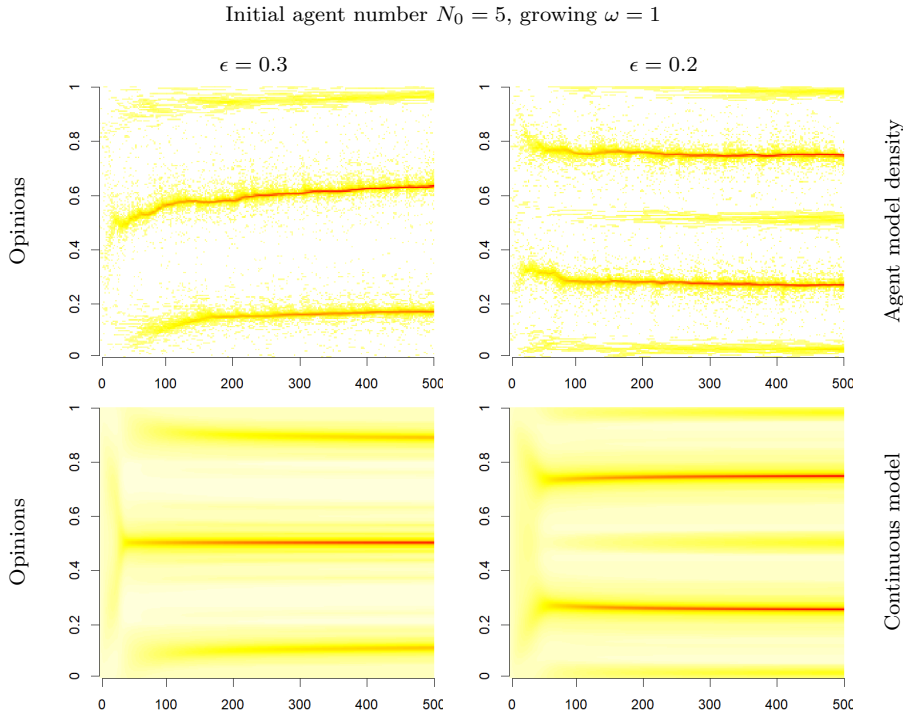 Initial agent number N₀ = 5, growing ω = 1
ϵ = 0.3
ϵ = 0.2
Opinions
1
0.8
0.6
0.4
0.2
0
0 100 200 300 400 500
1
0.8
0.6
0.4
0.2
0
0 100 200 300 400 500
Agent model density
Opinions
1
0.8
0.6
0.4
0.2
0
0 100 200 300 400 500
1
0.8
0.6
0.4
0.2
0
0 100 200 300 400 500
Continuous model